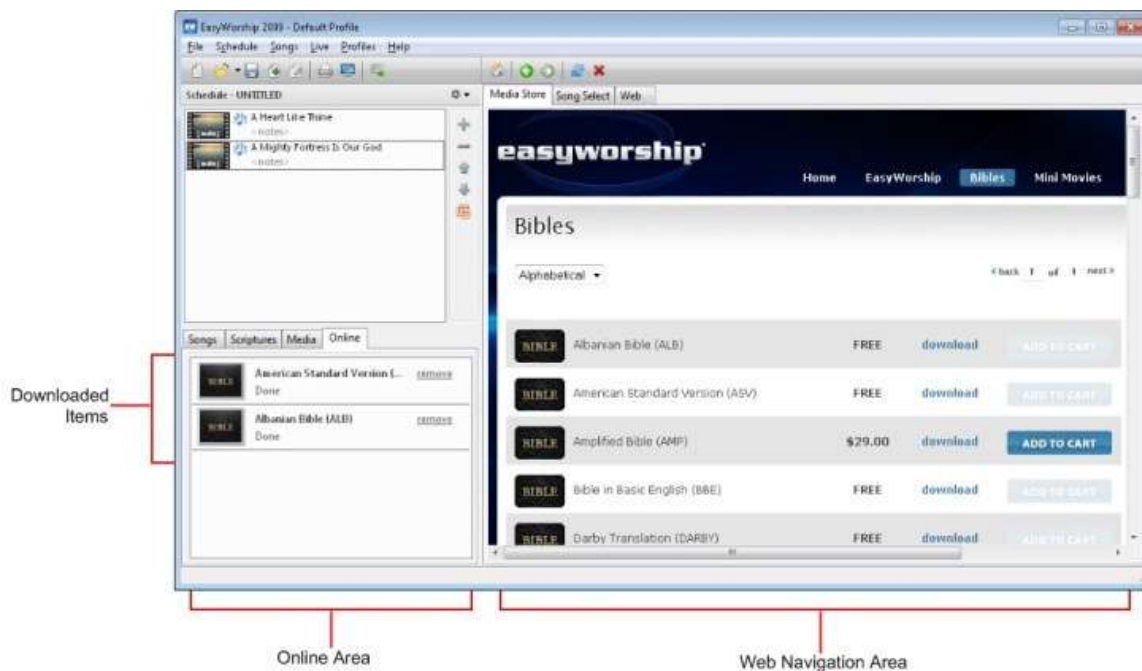 EasyWorship 2009 - Default Profile
File Schedule Songs Live Profiles Help
Schedule - UNTITLED
A Heart Like Thine
<notes>
A Mighty Fortress Is Our God
<notes>
Songs Scriptures Media Online
BIBLE American Standard Version (... remove
Done
BIBLE Albanian Bible (ALB) remove
Done
Media Store Song Select Web
easyworship
Home EasyWorship Bibles Mini Movies
Bibles
Alphabetical
back 1 of 1 next
BIBLE Albanian Bible (ALB) FREE download ADD TO CART
BIBLE American Standard Version (ASV) FREE download ADD TO CART
BIBLE Amplified Bible (AMP) $29.00 download ADD TO CART
BIBLE Bible in Basic English (BBE) FREE download ADD TO CART
BIBLE Darby Translation (DARBY) FREE download ADD TO CART
Downloaded
Items
Online Area
Web Navigation Area